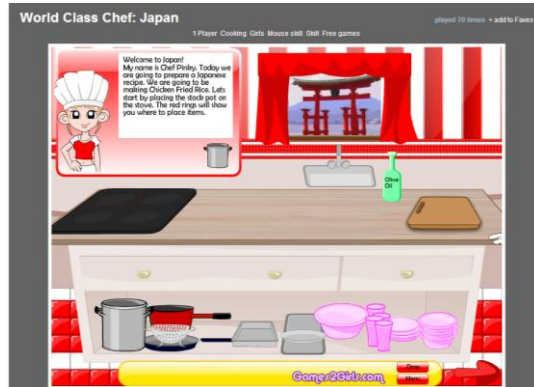 World Class Chef: Japan
played 70 times + add to Faves
1 Player Cooking Girls Mouse skill Skill Free games
Welcome to Japan!
My name is Chef Pinky. Today we
are going to prepare a Japanese
recipe. We are going to be
making Chicken Fried Rice. Lets
start by placing the stock pot on
the stove. The red rings will show
you where to place items.
Olive
Oil
Games2Girls.com
Menu